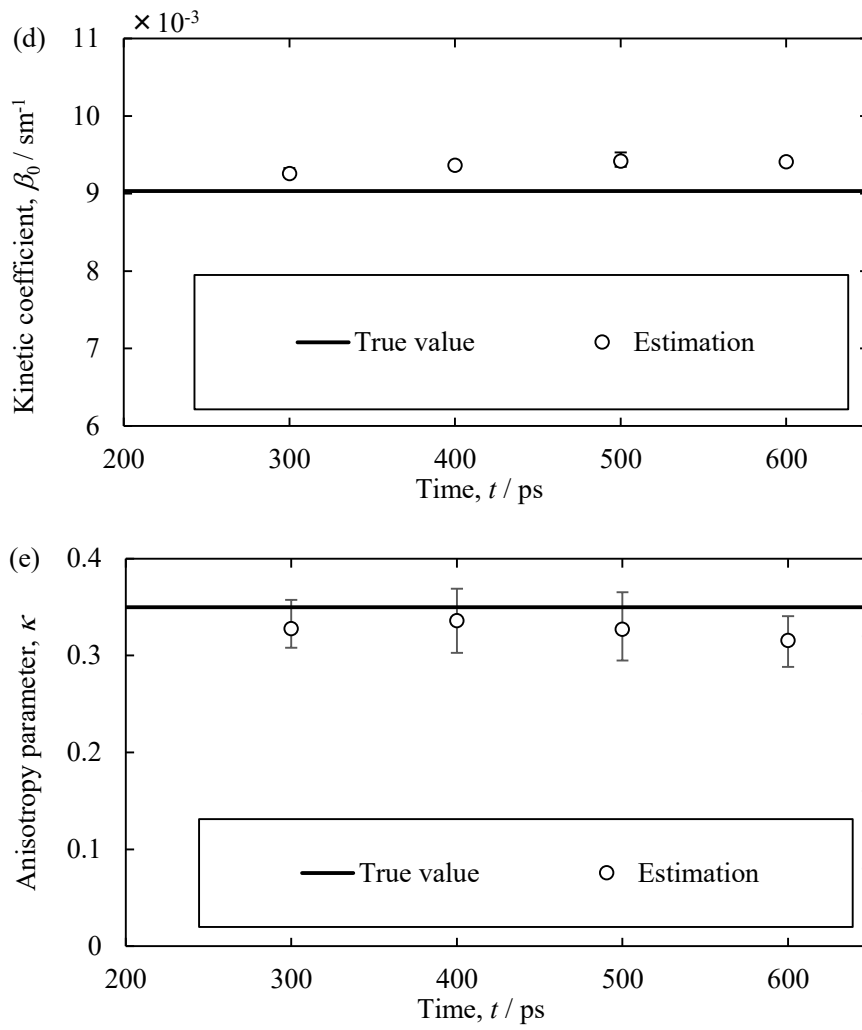 (d)
× 10⁻³
11
10
9
8
7
6
Kinetic coefficient, β₀ / sm⁻¹
True value
Estimation
200
300
400
500
600
Time, t / ps
(e)
0.4
0.3
0.2
0.1
0
Anisotropy parameter, κ
True value
Estimation
200
300
400
500
600
Time, t / ps